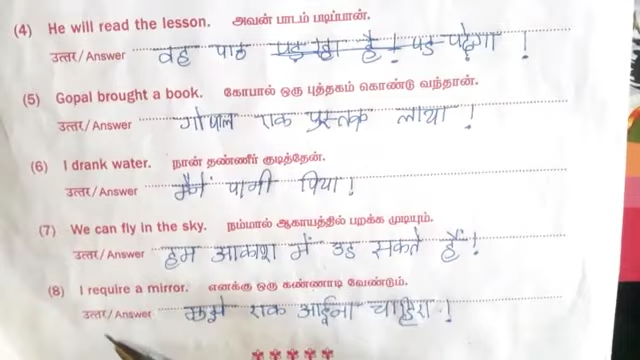 (4) He will read the lesson. அவன் பாடம் படிப்பான்.
उत्तर/Answer वह पाठ पड़ रहा है! पड पढ़ेगा !
(5) Gopal brought a book. கோபால் ஒரு புத்தகம் கொண்டு வந்தான்.
उत्तर/Answer गोपाल एक पुस्तक लाया !
(6) I drank water. நான் தண்ணீர் குடித்தேன்.
उत्तर/Answer मैनें पानी पिया !
(7) We can fly in the sky. நம்மால் ஆகாயத்தில் பறக்க முடியும்.
उत्तर/Answer हम आकाश में उड सकते हैं !
(8) I require a mirror. எனக்கு ஒரு கண்ணாடி வேண்டும்.
उत्तर/Answer मुझे एक आईना चाहिए !